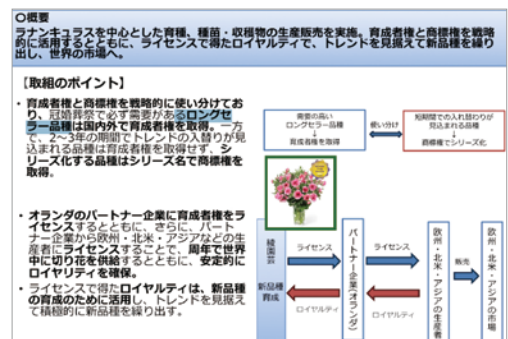 〇概要
ラナンキュラスを中心とした育種、種苗・収穫物の生産販売を実施。育成者権と商標権を戦略
的に活用するとともに、ライセンスで得たロイヤルティで、トレンドを見据えて新品種を繰り
出し、世界の市場へ。
【取組のポイント】
・育成者権と商標権を戦略的に使い分けてお
り、冠婚葬祭で必ず需要があるロングセ
ラー品種は国内外で育成者権を取得。一方
で、2～3年の期間でトレンドの入替りが見
込まれる品種は育成者権を取得せず、シ
リーズ化する品種はシリーズ名で商標権を
取得。
需要の高い
ロングセラー品種
↓
育成者権を取得
使い分け
短期間での入れ替わりが
見込まれる品種
↓
商標権でシリーズ化
・オランダのパートナー企業に育成者権をラ
イセンスするとともに、さらに、パート
ナー企業から欧州・北米・アジアなどの生
産者にライセンスすることで、周年で世界
中に切り花を供給するとともに、安定的に
ロイヤリティを確保。
・ライセンスで得たロイヤルティは、新品種
の育成のために活用し、トレンドを見据え
て積極的に新品種を繰り出す。
綾園芸
新品種
育成
ライセンス
ロイヤルティ
パートナー企業(オランダ)
ライセンス
ロイヤルティ
欧州・北米・アジアの生産者
販売
欧州・北米・アジアの市場